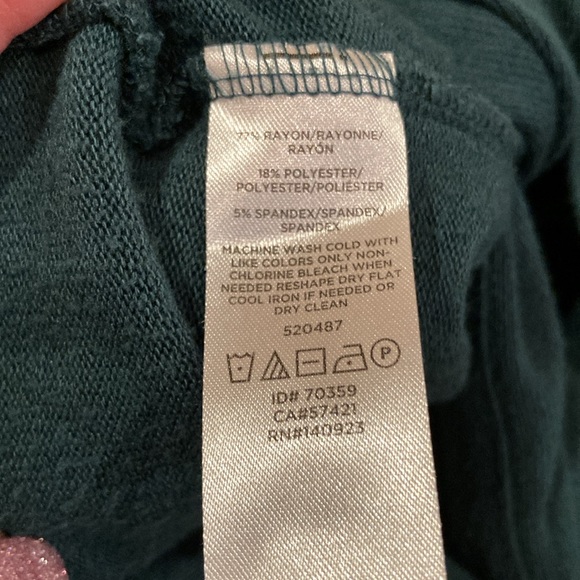 77% RAYON/RAYONNE/
RAYÓN
18% POLYESTER/
POLYESTER/POLIÉSTER
5% SPANDEX/SPANDEX/
SPANDEX
MACHINE WASH COLD WITH
LIKE COLORS ONLY NON-
CHLORINE BLEACH WHEN
NEEDED RESHAPE DRY FLAT
COOL IRON IF NEEDED OR
DRY CLEAN
520487
P
ID# 70359
CA#57421
RN#140923